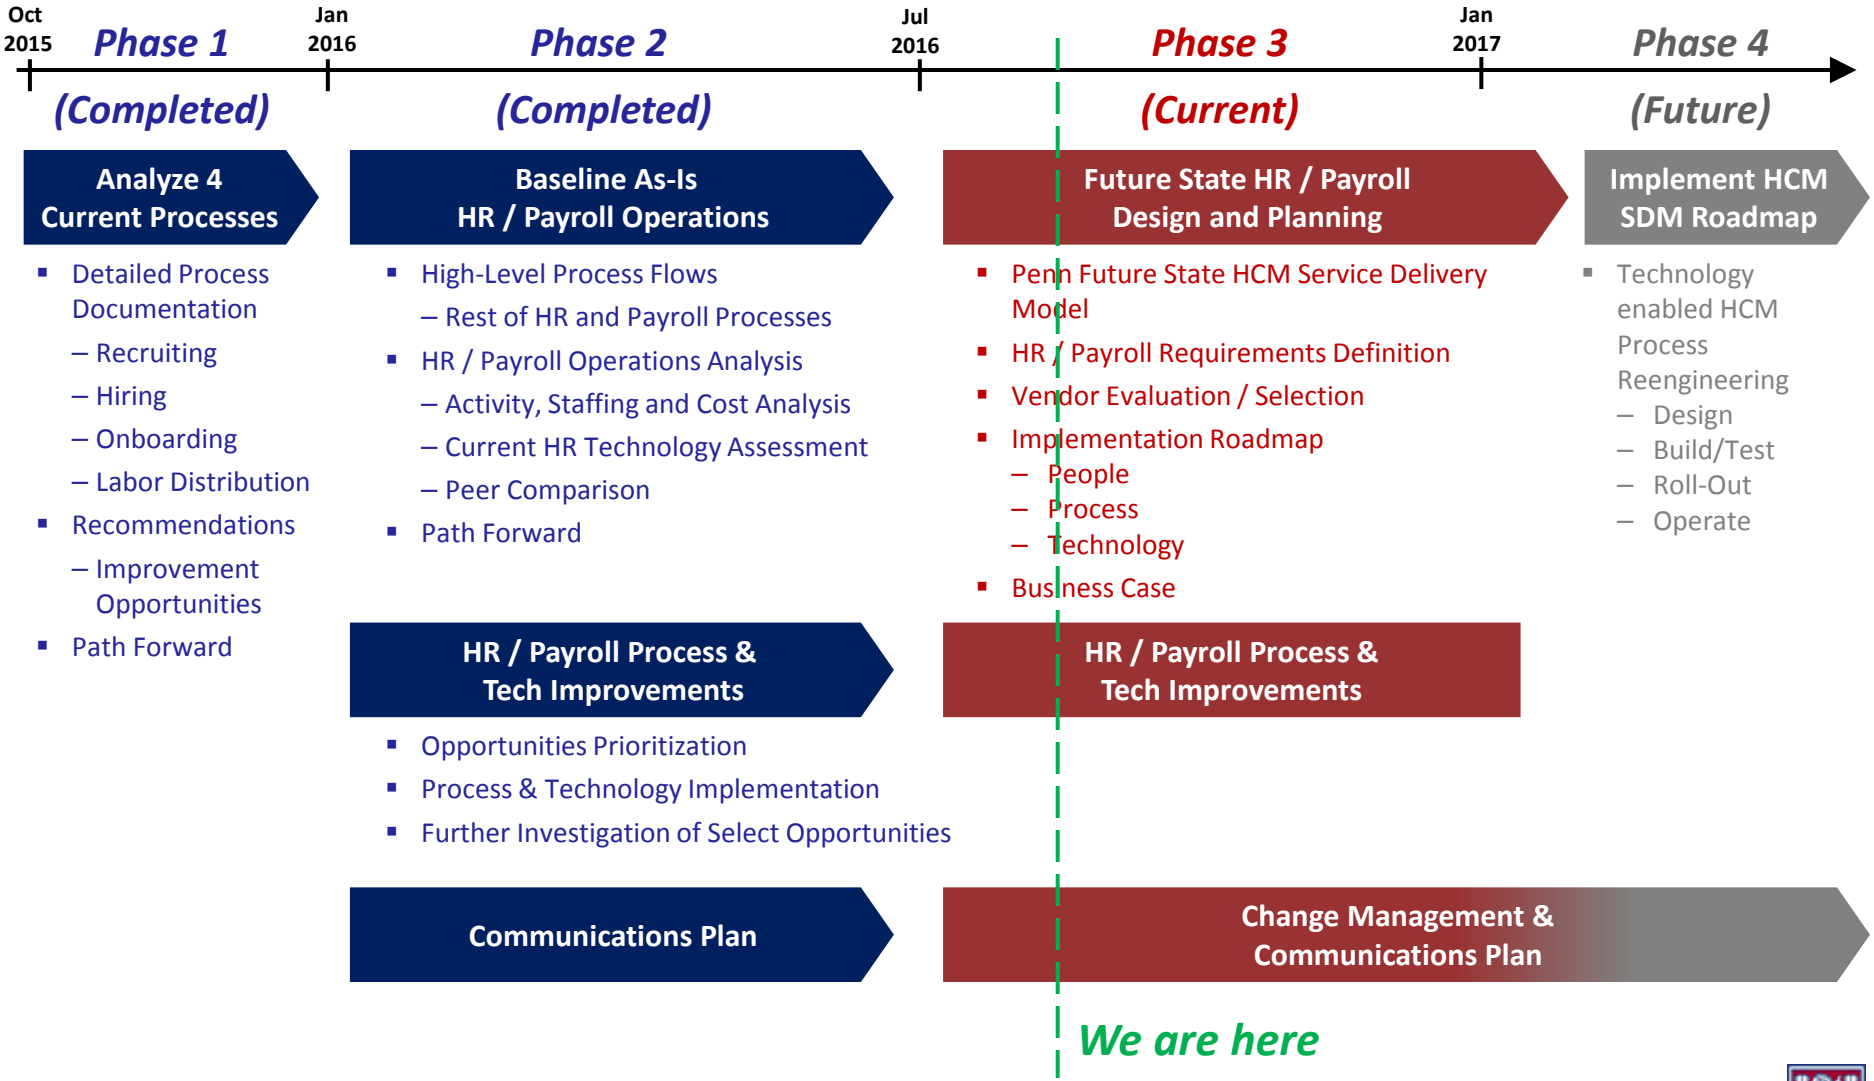 Oct
2015
Phase 1
Jan
2016
Phase 2
Jul
2016
Phase 3
Jan
2017
Phase 4
(Completed)
(Completed)
(Current)
(Future)
Analyze 4
Current Processes
▪ Detailed Process
Documentation
– Recruiting
– Hiring
– Onboarding
– Labor Distribution
▪ Recommendations
– Improvement
Opportunities
▪ Path Forward
Baseline As-Is
HR / Payroll Operations
▪ High-Level Process Flows
– Rest of HR and Payroll Processes
▪ HR / Payroll Operations Analysis
– Activity, Staffing and Cost Analysis
– Current HR Technology Assessment
– Peer Comparison
▪ Path Forward
HR / Payroll Process &
Tech Improvements
▪ Opportunities Prioritization
▪ Process & Technology Implementation
▪ Further Investigation of Select Opportunities
Communications Plan
Future State HR / Payroll
Design and Planning
▪ Penn Future State HCM Service Delivery
Model
▪ HR / Payroll Requirements Definition
▪ Vendor Evaluation / Selection
▪ Implementation Roadmap
– People
– Process
– Technology
▪ Business Case
HR / Payroll Process &
Tech Improvements
Implement HCM
SDM Roadmap
▪ Technology
enabled HCM
Process
Reengineering
– Design
– Build/Test
– Roll-Out
– Operate
Change Management &
Communications Plan
We are here